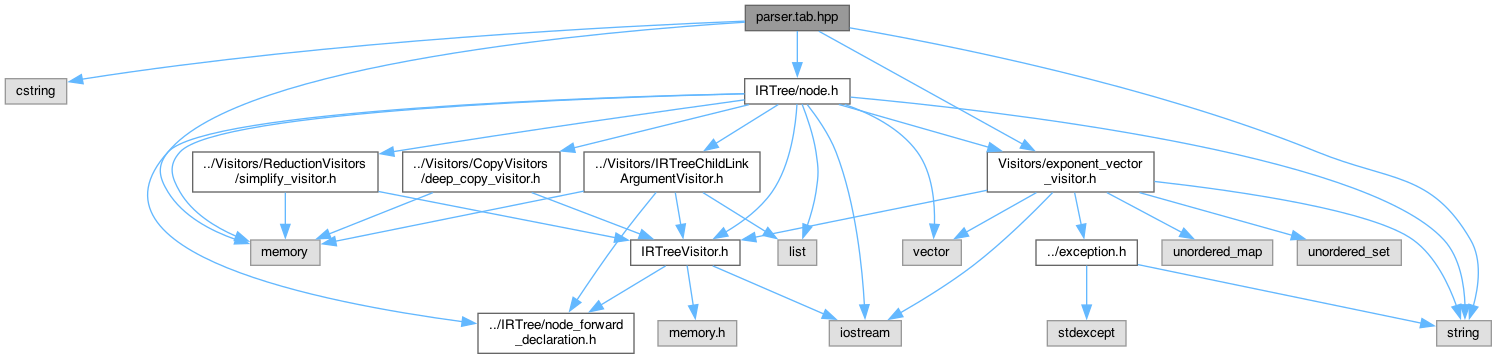 parser.tab.hpp
cstring
IRTree/node.h
../Visitors/ReductionVisitors
/simplify_visitor.h
../Visitors/CopyVisitors
/deep_copy_visitor.h
../Visitors/IRTreeChildLink
ArgumentVisitor.h
Visitors/exponent_vector
_visitor.h
memory
IRTreeVisitor.h
list
vector
../exception.h
unordered_map
unordered_set
../IRTree/node_forward
_declaration.h
memory.h
iostream
stdexcept
string